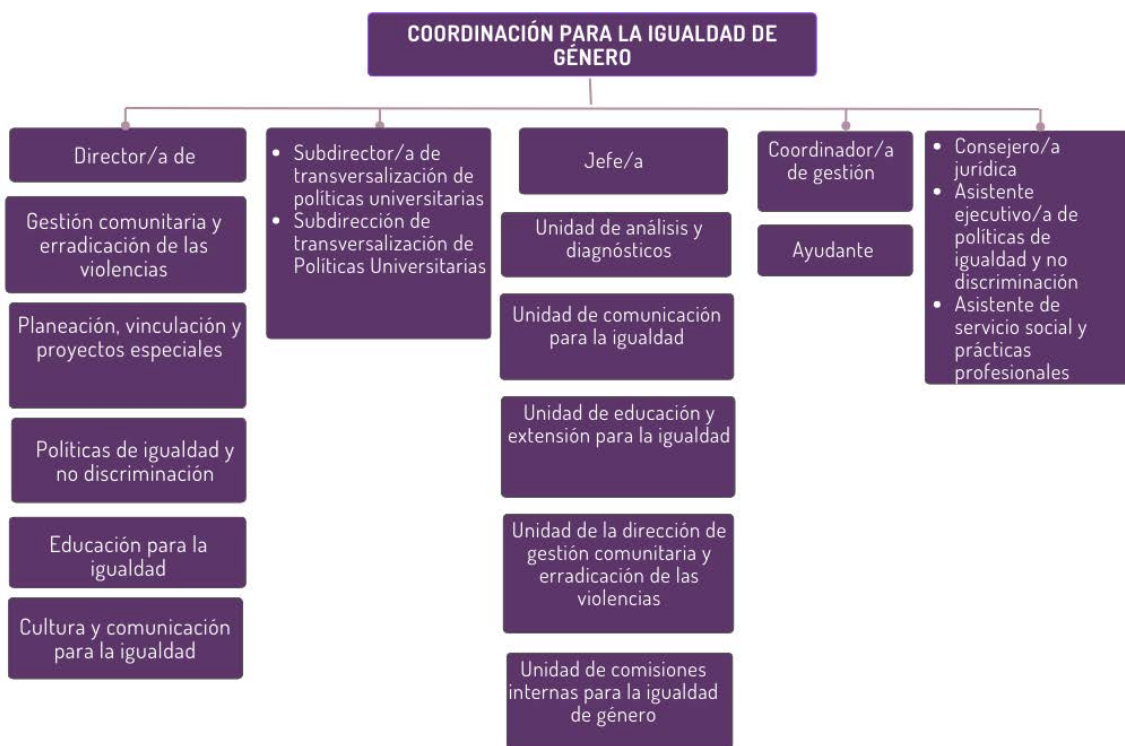 COORDINACIÓN PARA LA IGUALDAD DE
GÉNERO
Director/a de
Gestión comunitaria y
erradicación de las
violencias
Planeación, vinculación y
proyectos especiales
Políticas de igualdad y
no discriminación
Educación para la
igualdad
Cultura y comunicación
para la igualdad
• Subdirector/a de
transversalización de
políticas universitarias
• Subdirección de
transversalización de
Políticas Universitarias
Jefe/a
Unidad de análisis y
diagnósticos
Unidad de comunicación
para la igualdad
Unidad de educación y
extensión para la igualdad
Unidad de la dirección de
gestión comunitaria y
erradicación de las
violencias
Unidad de comisiones
internas para la igualdad
de género
Coordinador/a
de gestión
Ayudante
• Consejero/a
jurídica
• Asistente
ejecutivo/a de
políticas de
igualdad y no
discriminación
• Asistente de
servicio social y
prácticas
profesionales